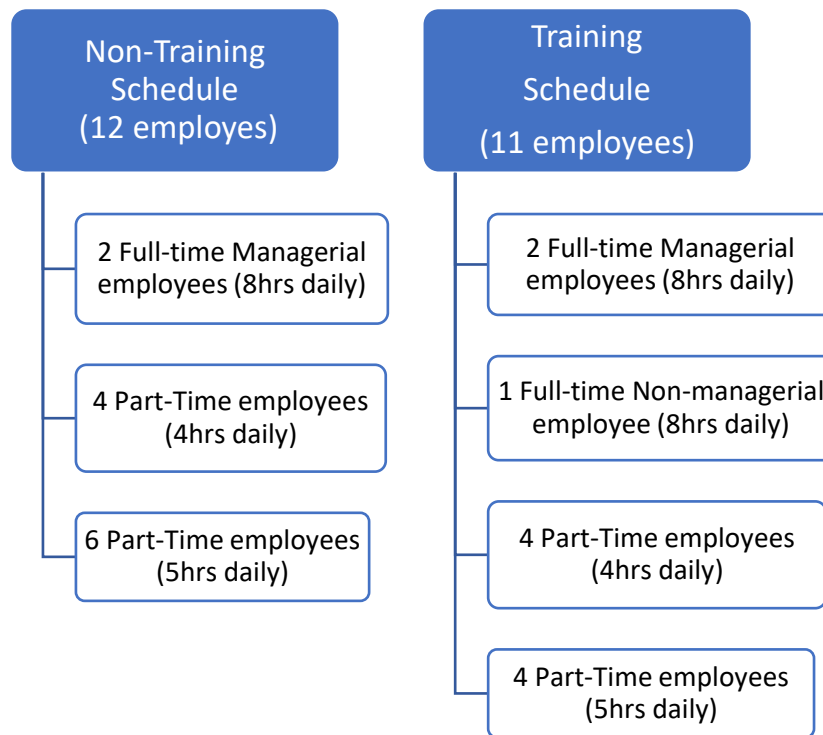 Non-Training
Schedule
(12 employes)
2 Full-time Managerial
employees (8hrs daily)
4 Part-Time employees
(4hrs daily)
6 Part-Time employees
(5hrs daily)
Training
Schedule
(11 employees)
2 Full-time Managerial
employees (8hrs daily)
1 Full-time Non-managerial
employee (8hrs daily)
4 Part-Time employees
(4hrs daily)
4 Part-Time employees
(5hrs daily)